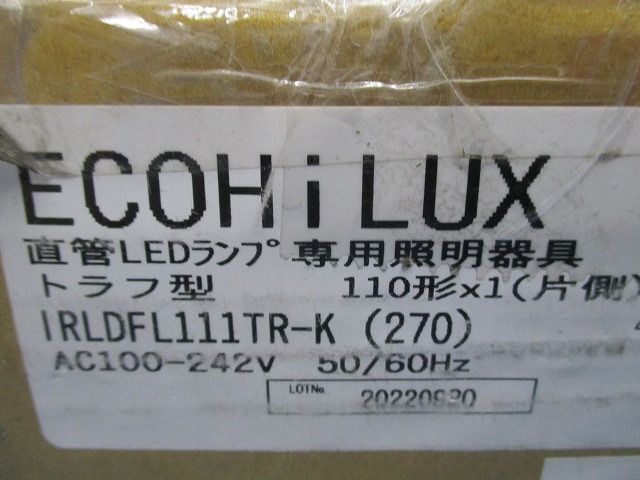 ECOHiLUX
直管LEDランプ専用照明器具
トラフ型 110形x1(片側)
IRLDFL111TR-K (270)
AC100-242V 50/60Hz
LOTNo. 20220920